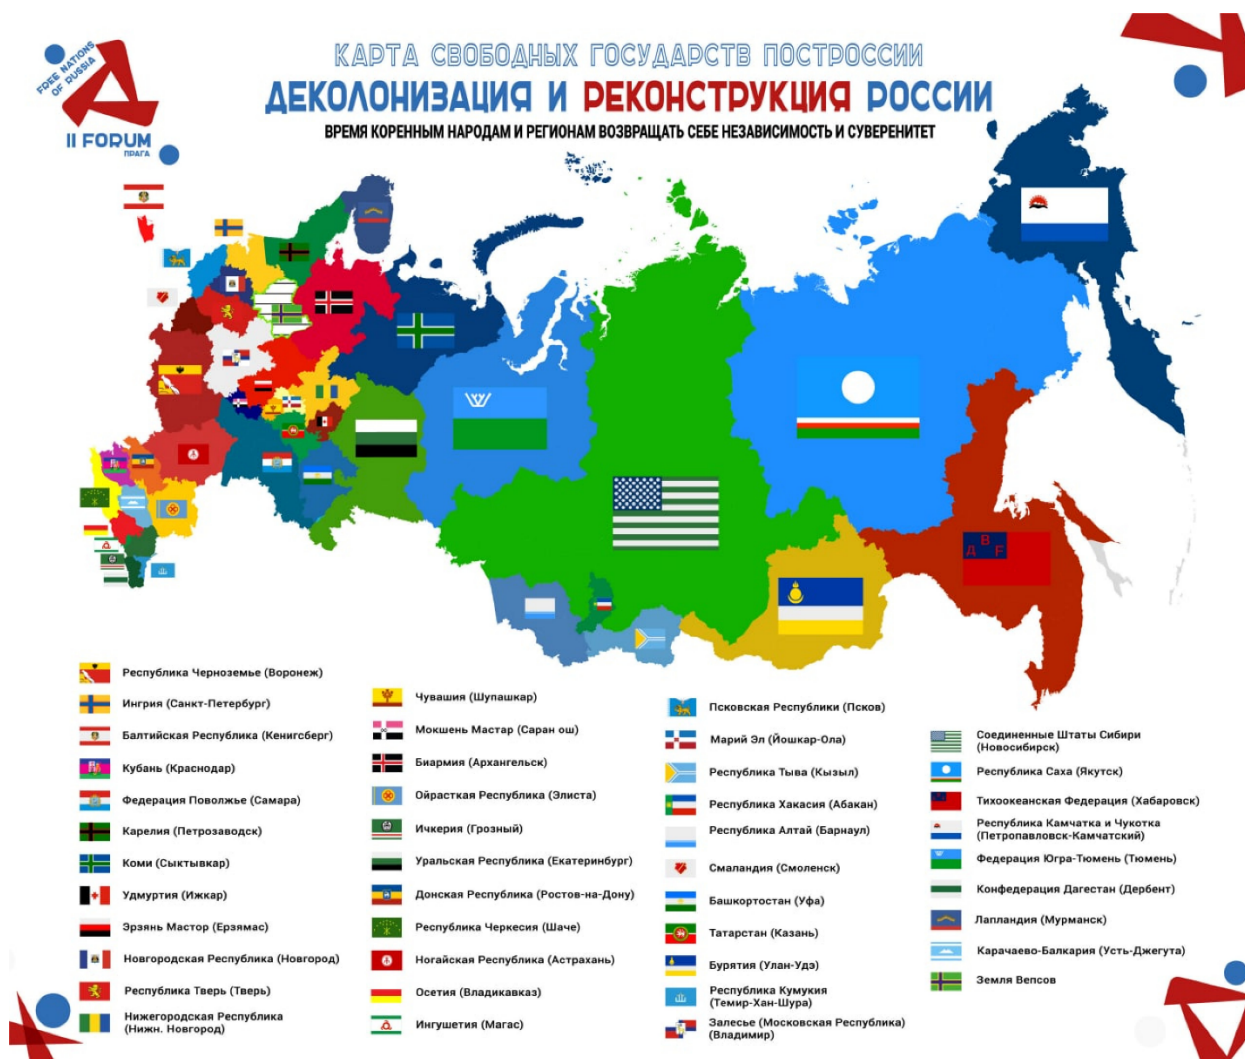 FREE NATIONS
OF RUSSIA
II FORUM
ПРАГА
КАРТА СВОБОДНЫХ ГОСУДАРСТВ ПОСТРОССИИ
ДЕКОЛОНИЗАЦИЯ И РЕКОНСТРУКЦИЯ РОССИИ
ВРЕМЯ КОРЕННЫМ НАРОДАМ И РЕГИОНАМ ВОЗВРАЩАТЬ СЕБЕ НЕЗАВИСИМОСТЬ И СУВЕРЕНИТЕТ
Д В F
Республика Черноземье (Воронеж)
Ингрия (Санкт-Петербург)
Балтийская Республика (Кенигсберг)
Кубань (Краснодар)
Федерация Поволжье (Самара)
Карелия (Петрозаводск)
Коми (Сыктывкар)
Удмуртия (Ижкар)
Эрзянь Мастор (Ерзямас)
Новгородская Республика (Новгород)
Республика Тверь (Тверь)
Нижегородская Республика
(Нижн. Новгород)
Чувашия (Шупашкар)
Мокшень Мастар (Саран ош)
Биармия (Архангельск)
Ойрасткая Республика (Элиста)
Ичкерия (Грозный)
Уральская Республика (Екатеринбург)
Донская Республика (Ростов-на-Дону)
Республика Черкесия (Шаче)
Ногайская Республика (Астрахань)
Осетия (Владикавказ)
Ингушетия (Магас)
Псковская Республики (Псков)
Марий Эл (Йошкар-Ола)
Республика Тыва (Кызыл)
Республика Хакасия (Абакан)
Республика Алтай (Барнаул)
Смаландия (Смоленск)
Башкортостан (Уфа)
Татарстан (Казань)
Бурятия (Улан-Удэ)
Республика Кумукия
(Темир-Хан-Шура)
Залесье (Московская Республика)
(Владимир)
Соединенные Штаты Сибири
(Новосибирск)
Республика Саха (Якутск)
Тихоокеанская Федерация (Хабаровск)
Республика Камчатка и Чукотка
(Петропавловск-Камчатский)
Федерация Югра-Тюмень (Тюмень)
Конфедерация Дагестан (Дербент)
Лапландия (Мурманск)
Карачаево-Балкария (Усть-Джегута)
Земля Вепсов